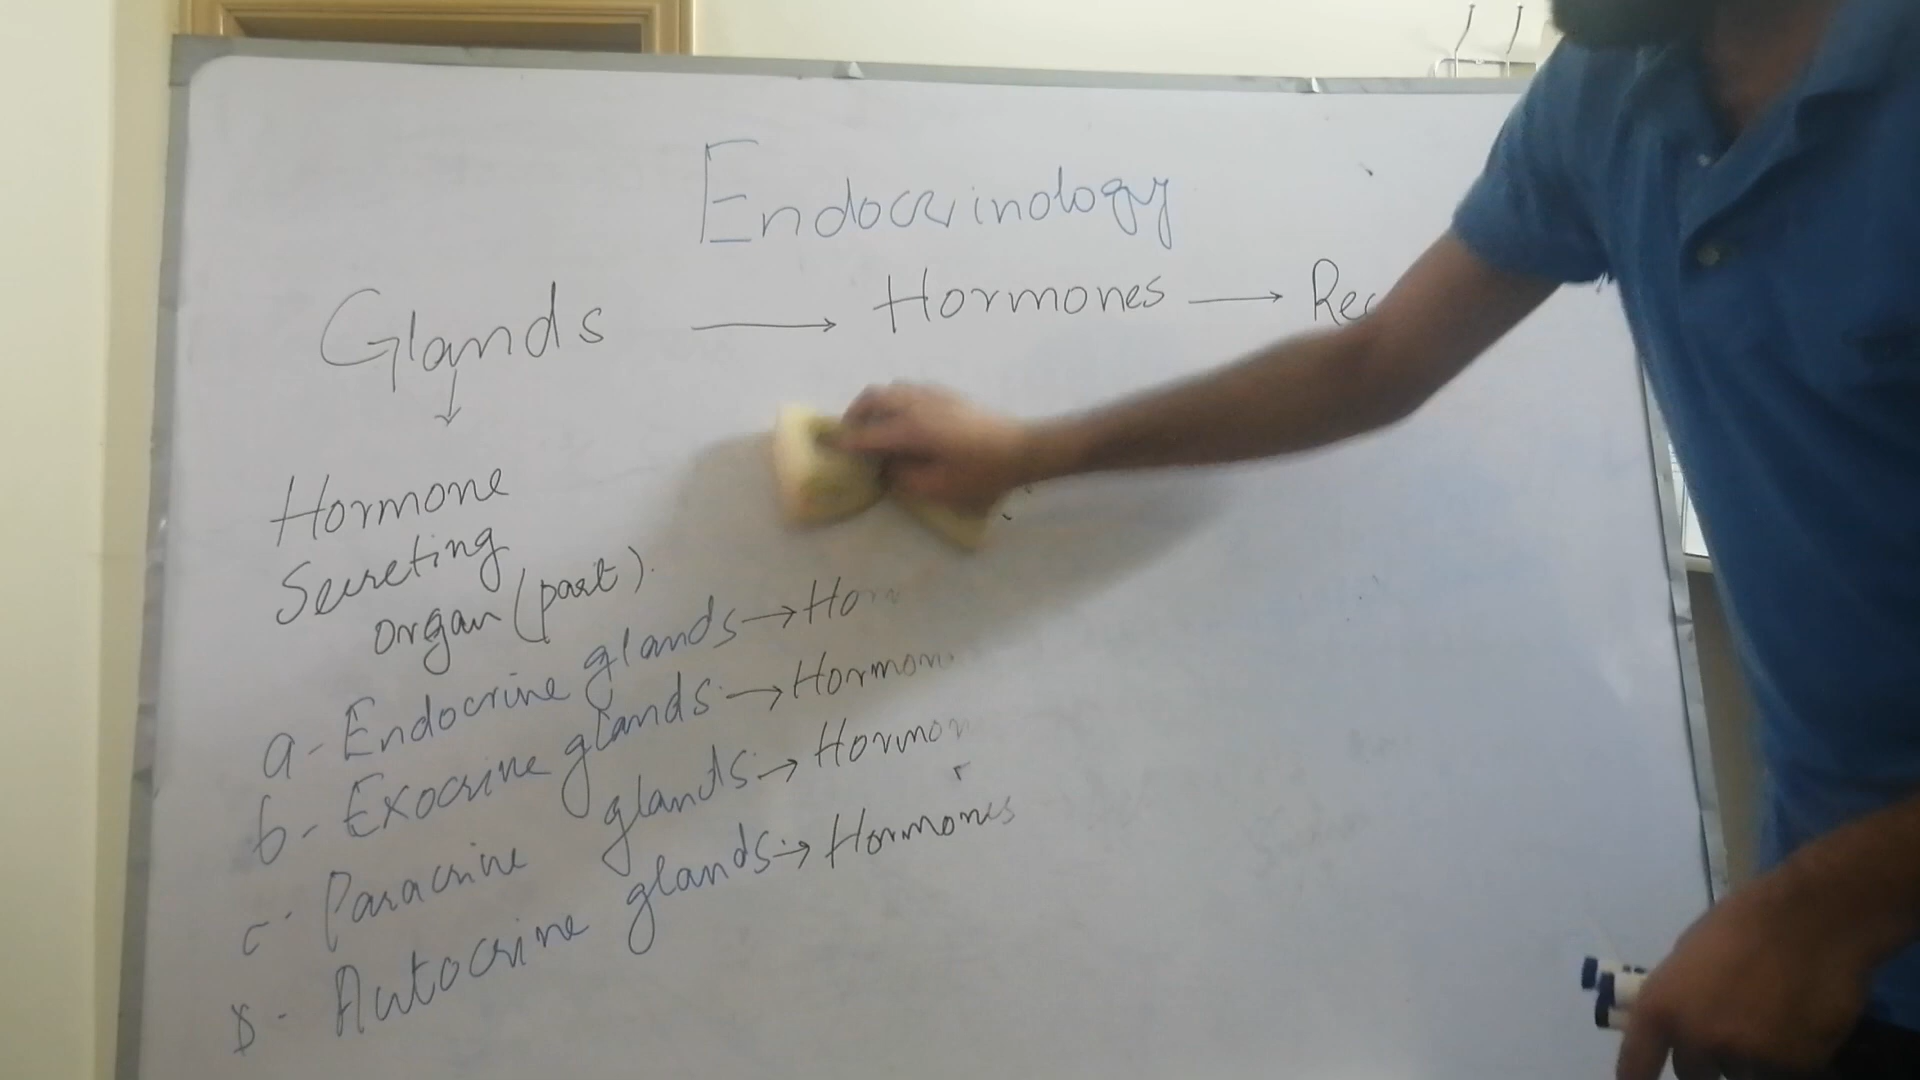 Endocrinology
Glands → Hormones → Rec
↓
Hormone
Secreting
organ (part).
a- Endocrine glands → Horm
b- Exocrine glands → Hormon
c- Paracrine glands → Hormon
- Autocrine glands → Hormones